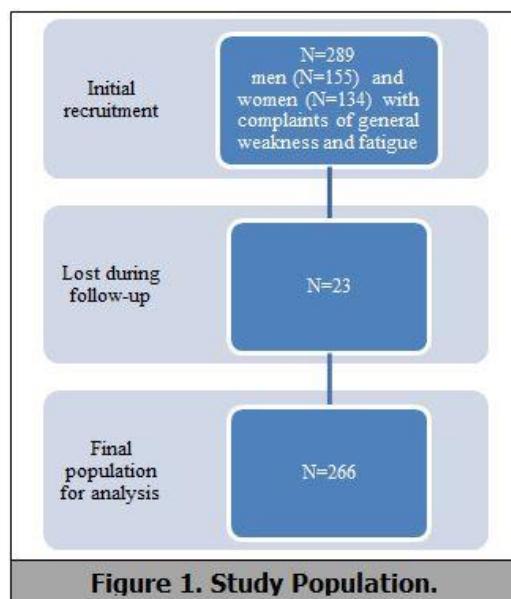 Initial
recruitment
N=289
men (N=155) and
women (N=134) with
complaints of general
weakness and fatigue
Lost during
follow-up
N=23
Final
population
for analysis
N=266
Figure 1. Study Population.